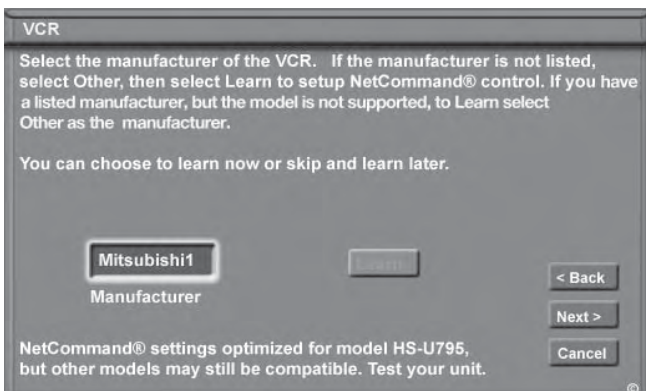 VCR
Select the manufacturer of the VCR. If the manufacturer is not listed,
select Other, then select Learn to setup NetCommand® control. If you have
a listed manufacturer, but the model is not supported, to Learn select
Other as the manufacturer.
You can choose to learn now or skip and learn later.
Mitsubishi1
Learn
Manufacturer
< Back
Next >
Cancel
NetCommand® settings optimized for model HS-U795,
but other models may still be compatible. Test your unit.
©